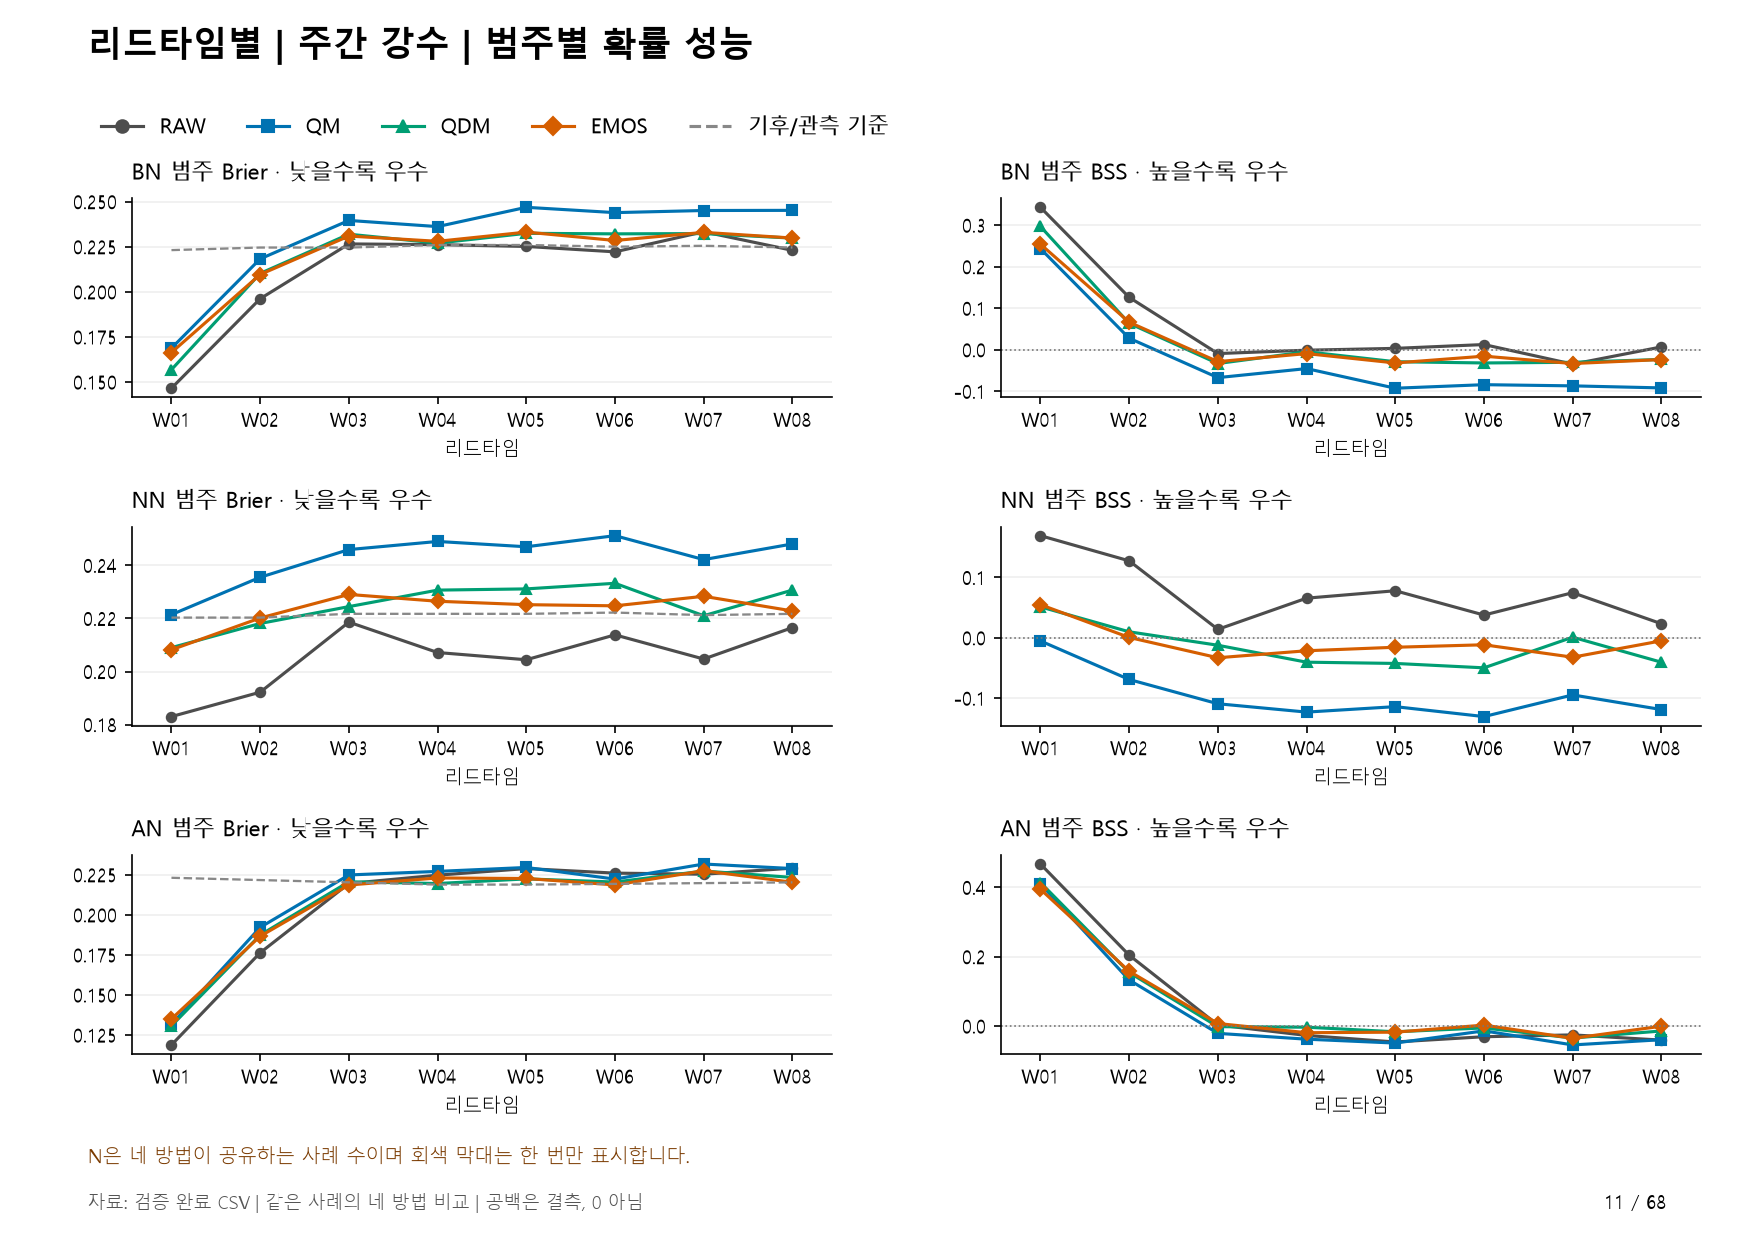 리드타임별 | 주간 강수 | 범주별 확률 성능
RAW QM QDM EMOS 기후/관측 기준
BN 범주 Brier · 낮을수록 우수
0.250
0.225
0.200
0.175
0.150
W01 W02 W03 W04 W05 W06 W07 W08
리드타임
BN 범주 BSS · 높을수록 우수
0.3
0.2
0.1
0.0
-0.1
W01 W02 W03 W04 W05 W06 W07 W08
리드타임
NN 범주 Brier · 낮을수록 우수
0.24
0.22
0.20
0.18
W01 W02 W03 W04 W05 W06 W07 W08
리드타임
NN 범주 BSS · 높을수록 우수
0.1
0.0
-0.1
W01 W02 W03 W04 W05 W06 W07 W08
리드타임
AN 범주 Brier · 낮을수록 우수
0.225
0.200
0.175
0.150
0.125
W01 W02 W03 W04 W05 W06 W07 W08
리드타임
AN 범주 BSS · 높을수록 우수
0.4
0.2
0.0
W01 W02 W03 W04 W05 W06 W07 W08
리드타임
N은 네 방법이 공유하는 사례 수이며 회색 막대는 한 번만 표시합니다.
자료: 검증 완료 CSV | 같은 사례의 네 방법 비교 | 공백은 결측, 0 아님
11 / 68